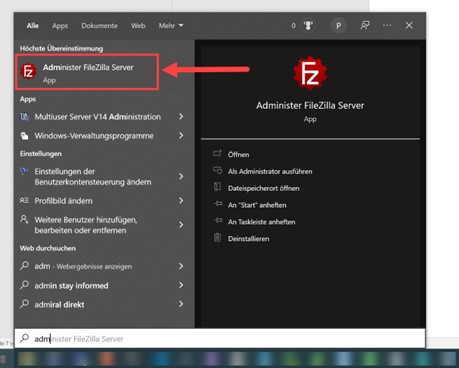 Alle Apps Dokumente Web Mehr 0 P
Höchste Übereinstimmung
Administer FileZilla Server
App
Apps
Multiuser Server V14 Administration
Windows-Verwaltungsprogramme
Einstellungen
Einstellungen der
Benutzerkontensteuerung ändern
Profilbild ändern
Weitere Benutzer hinzufügen,
bearbeiten oder entfernen
Web durchsuchen
adm - Webergebnisse anzeigen
admin stay informed
admiral direkt
Fz
Administer FileZilla Server
App
Öffnen
Als Administrator ausführen
Dateispeicherort öffnen
An "Start" anheften
An Taskleiste anheften
Deinstallieren
administer FileZilla Server